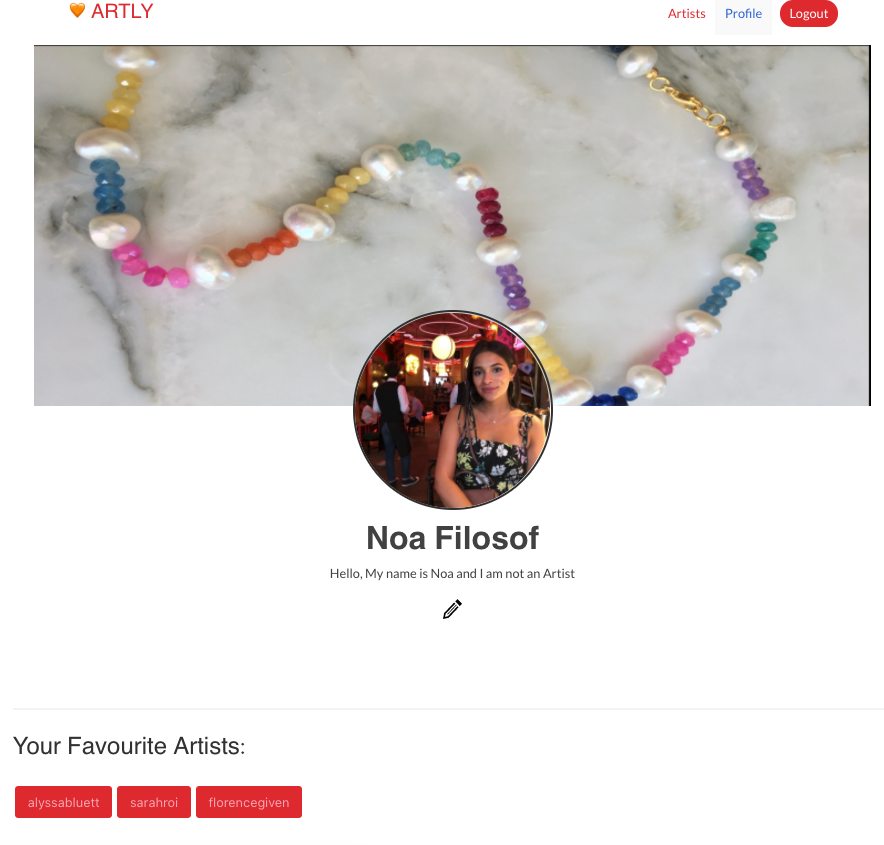 🧡 ARTLY
Artists Profile Logout
Noa Filosof
Hello, My name is Noa and I am not an Artist
Your Favourite Artists:
alyssabluett sarahroi florencegiven